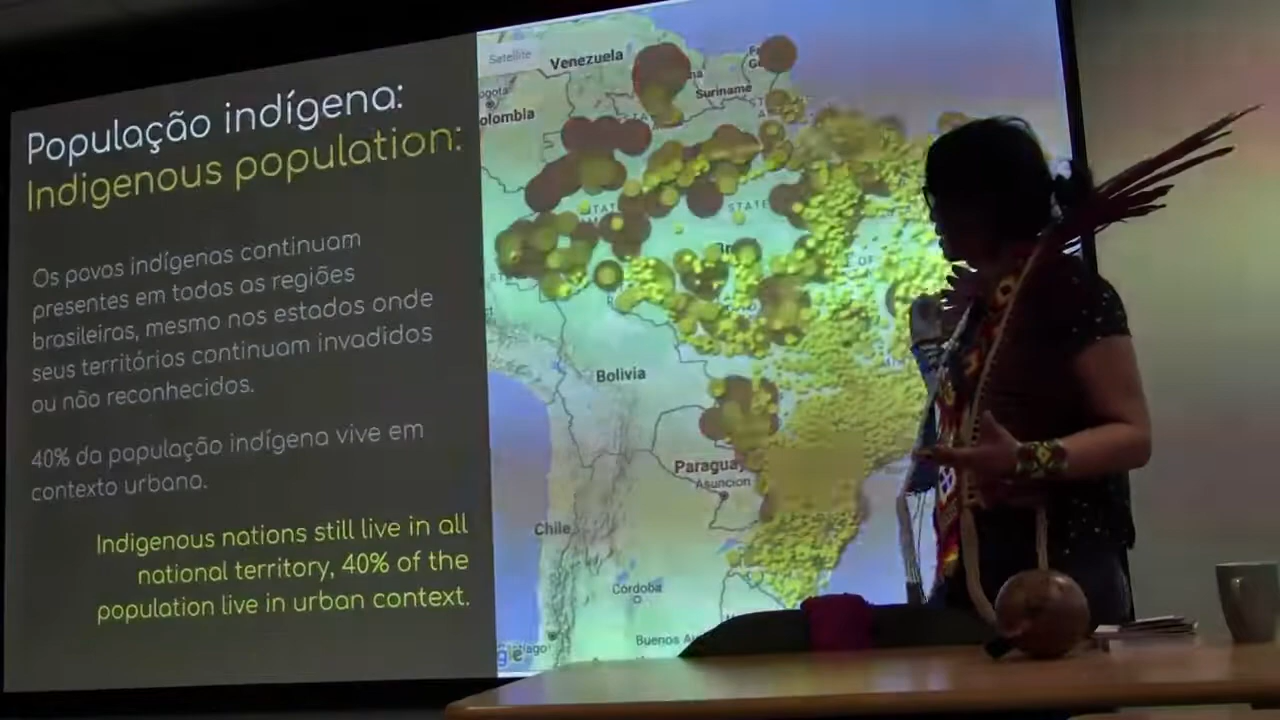 População indígena:
Indigenous population:
Os povos indígenas continuam
presentes em todas as regiões
brasileiras, mesmo nos estados onde
seus territórios continuam invadidos
ou não reconhecidos.
40% da população indígena vive em
contexto urbano.
Indigenous nations still live in all
national territory, 40% of the
population live in urban context.
Satellite
Venezuela
Suriname
olombia
STATE
Bolivia
Paraguay
Asuncion
Chile
Cordoba
Buenos Ai